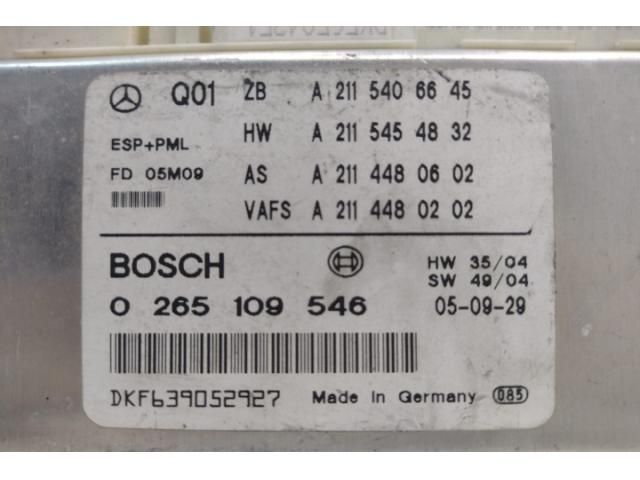 Q01 ZB A 211 540 66 45
HW A 211 545 48 32
ESP+PML
FD 05M09 AS A 211 448 06 02
VAFS A 211 448 02 02
BOSCH
HW 35/04
SW 49/04
0 265 109 546 05-09-29
DKF639052927 Made in Germany 085